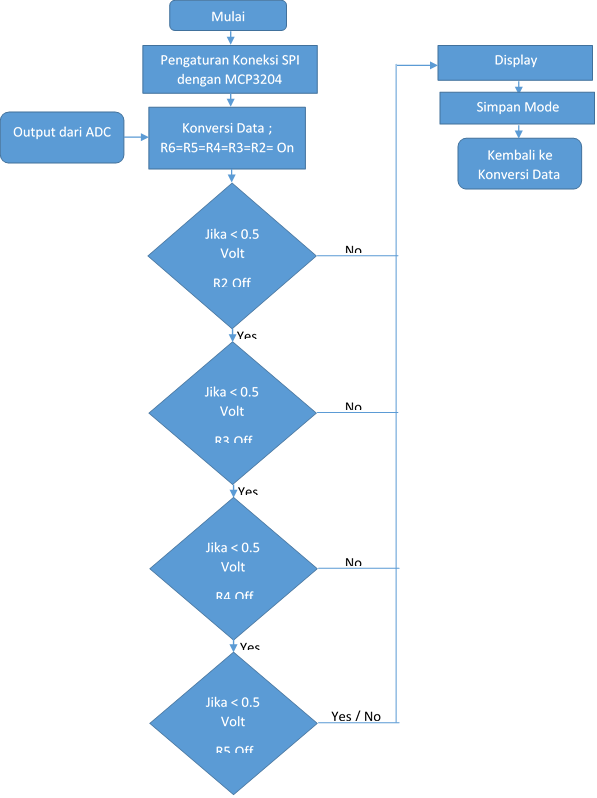 Mulai
Pengaturan Koneksi SPI
dengan MCP3204
Output dari ADC
Konversi Data ;
R6=R5=R4=R3=R2= On
Jika < 0.5
Volt
R2 Off
No
Yes
Jika < 0.5
Volt
R3 Off
No
Yes
Jika < 0.5
Volt
R4 Off
No
Yes
Jika < 0.5
Volt
R5 Off
Yes / No
Display
Simpan Mode
Kembali ke
Konversi Data